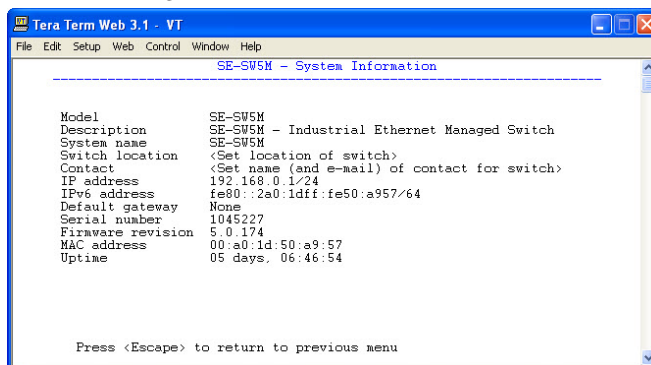 Tera Term Web 3.1 - VT
File Edit Setup Web Control Window Help
SE-SW5M - System Information
Model SE-SW5M
Description SE-SW5M - Industrial Ethernet Managed Switch
System name SE-SW5M
Switch location <Set location of switch>
Contact <Set name (and e-mail) of contact for switch>
IP address 192.168.0.1/24
IPv6 address fe80::2a0:1dff:fe50:a957/64
Default gateway None
Serial number 1045227
Firmware revision 5.0.174
MAC address 00:a0:1d:50:a9:57
Uptime 05 days, 06:46:54
Press <Escape> to return to previous menu